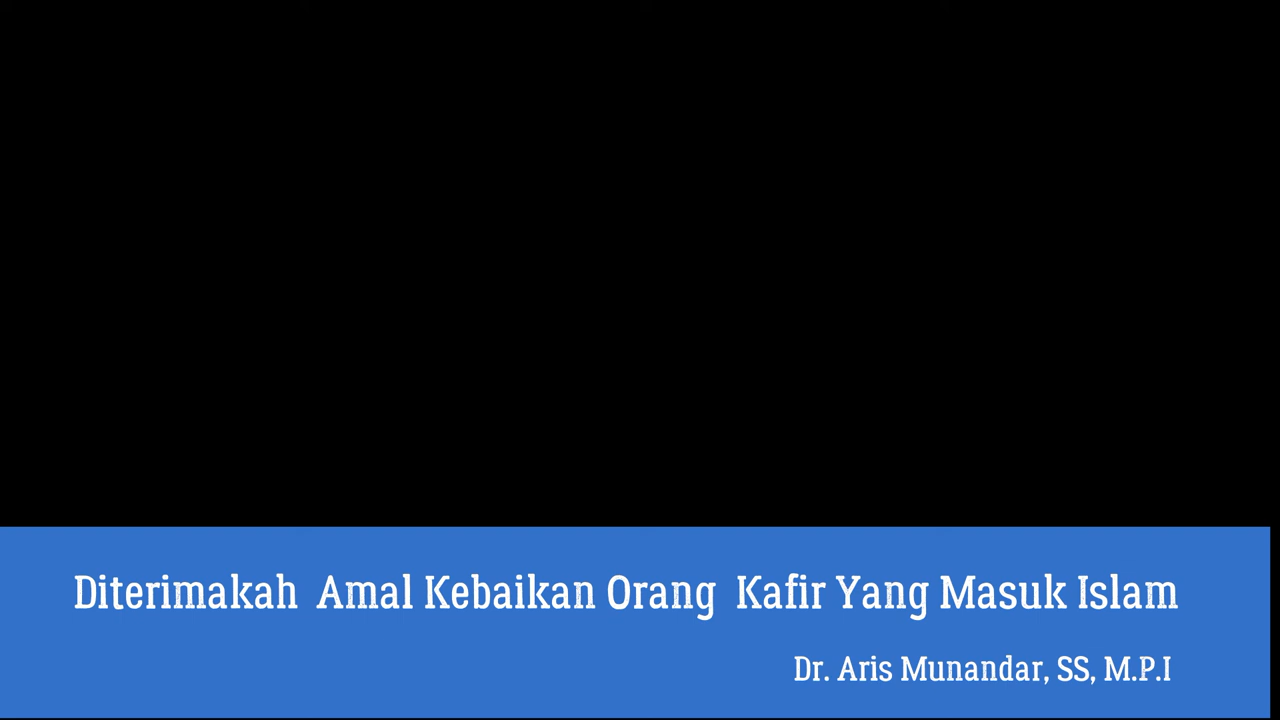 Diterimakah Amal Kebaikan Orang Kafir Yang Masuk Islam
Dr. Aris Munandar, SS, M.P.I